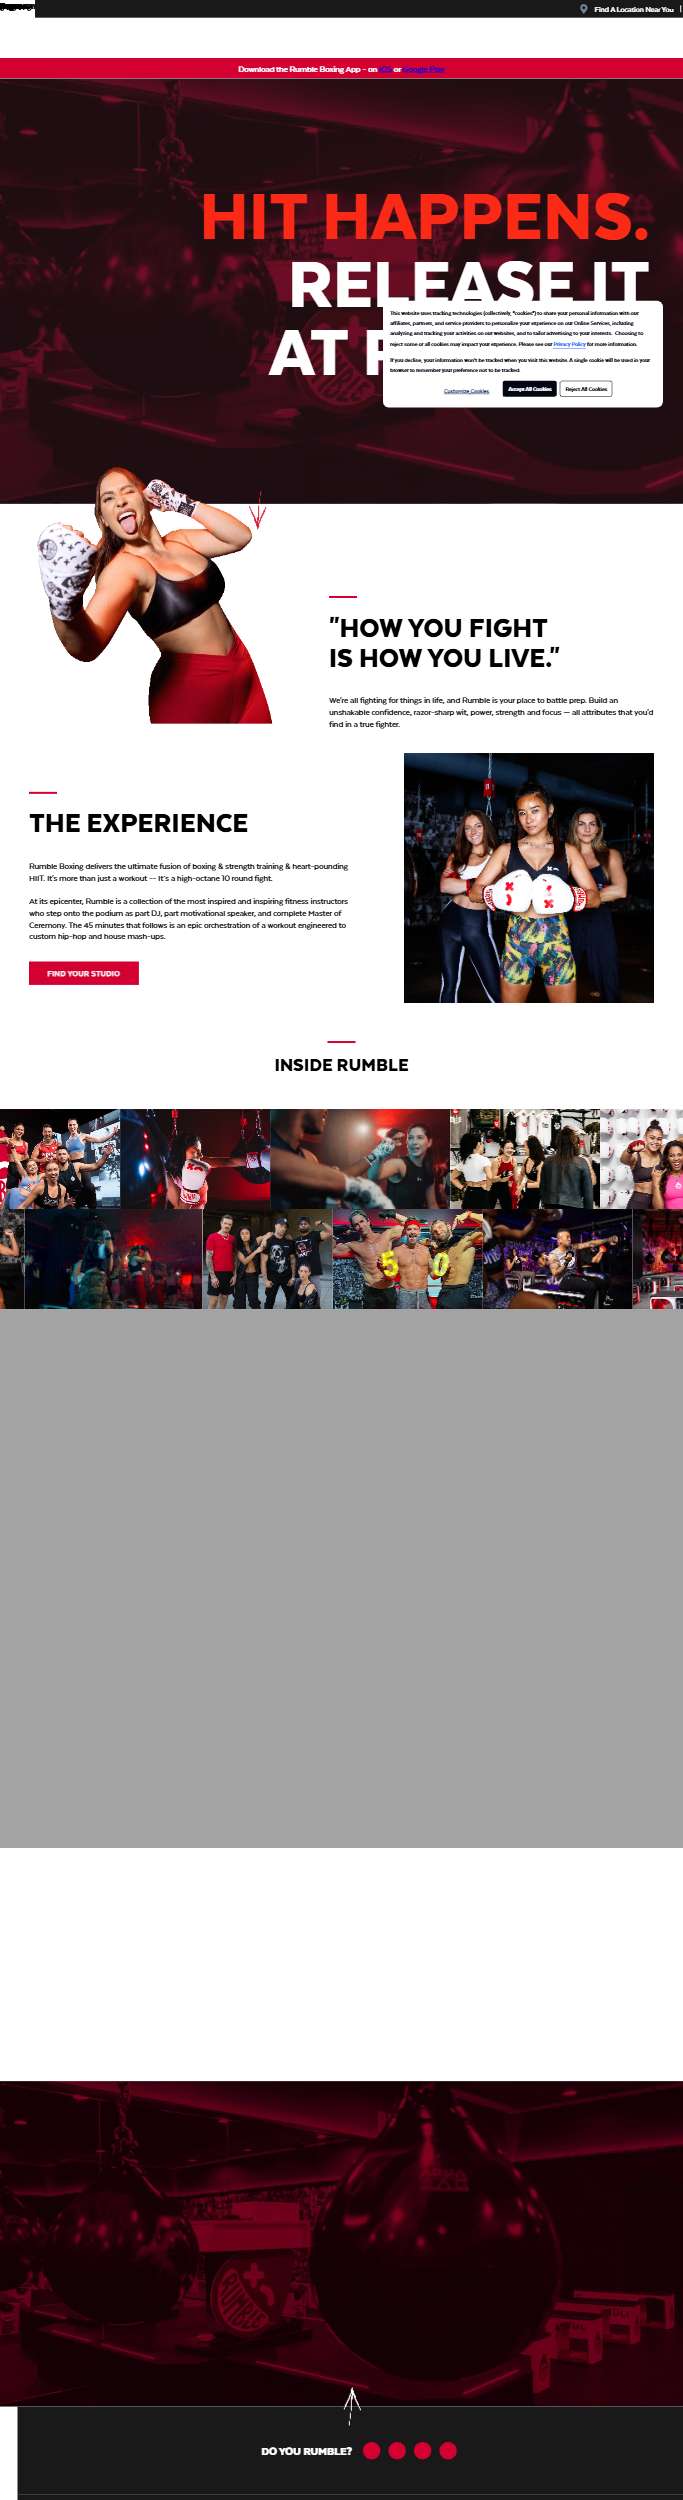 Find A Location Near You
Download the Rumble Boxing App - on iOS or Google Play
HIT HAPPENS.
RELEASE IT
AT
This website uses tracking technologies (collectively, "cookies") to share your personal information with our
affiliates, partners, and service providers to personalize your experience on our Online Services, including
analyzing and tracking your activities on our websites, and to tailor advertising to your interests. Choosing to
reject some or all cookies may impact your experience. Please see our Privacy Policy for more information.
If you decline, your information won't be tracked when you visit this website. A single cookie will be used in your
browser to remember your preference not to be tracked.
Customize Cookies
Accept All Cookies
Reject All Cookies
"HOW YOU FIGHT
IS HOW YOU LIVE."
We're all fighting for things in life, and Rumble is your place to battle prep. Build an
unshakable confidence, razor-sharp wit, power, strength and focus — all attributes that you'd
find in a true fighter.
THE EXPERIENCE
Rumble Boxing delivers the ultimate fusion of boxing & strength training & heart-pounding
HIIT. It's more than just a workout -- it's a high-octane 10 round fight.
At its epicenter, Rumble is a collection of the most inspired and inspiring fitness instructors
who step onto the podium as part DJ, part motivational speaker, and complete Master of
Ceremony. The 45 minutes that follows is an epic orchestration of a workout engineered to
custom hip-hop and house mash-ups.
FIND YOUR STUDIO
INSIDE RUMBLE
50
DO YOU RUMBLE?